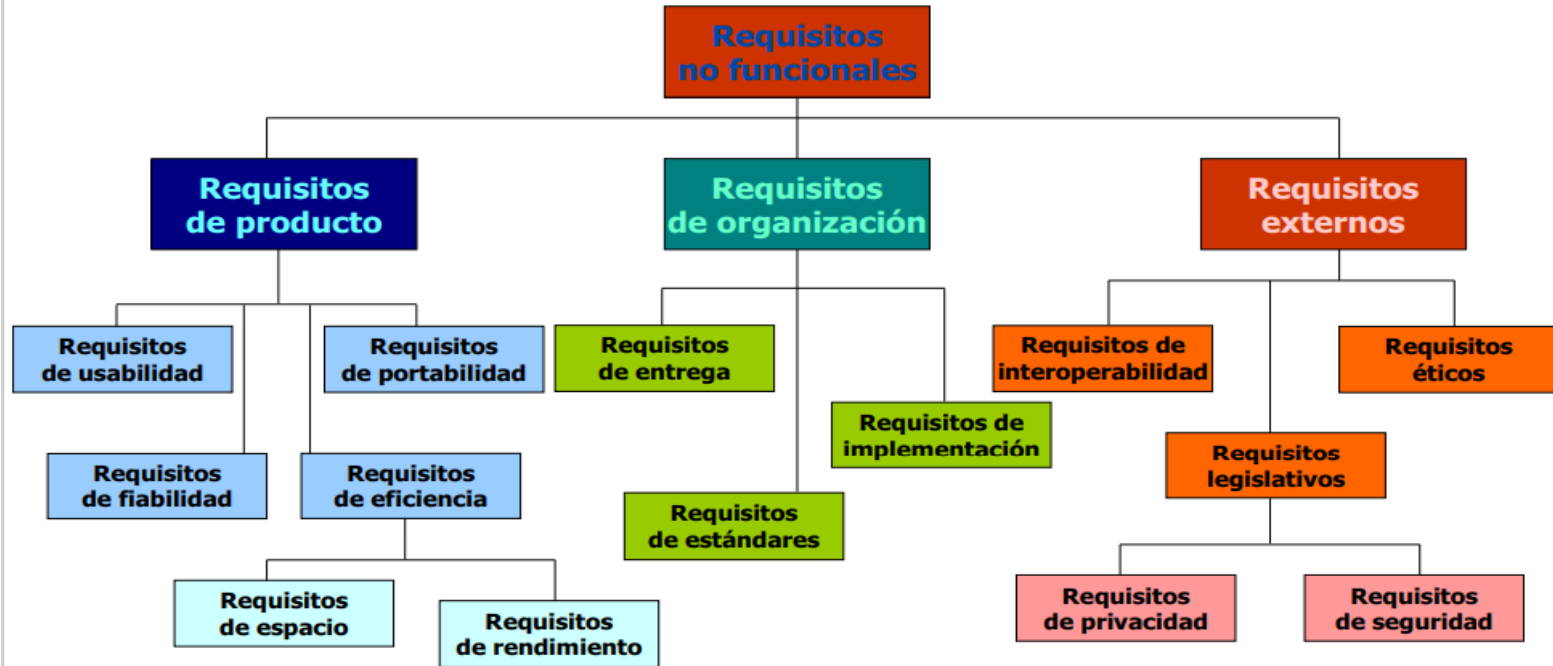 Requisitos
no funcionales
Requisitos
de producto
Requisitos
de organización
Requisitos
externos
Requisitos
de usabilidad
Requisitos
de portabilidad
Requisitos
de entrega
Requisitos de
interoperabilidad
Requisitos
éticos
Requisitos de
implementación
Requisitos
de fiabilidad
Requisitos
de eficiencia
Requisitos
legislativos
Requisitos
de estándares
Requisitos
de espacio
Requisitos
de rendimiento
Requisitos
de privacidad
Requisitos
de seguridad